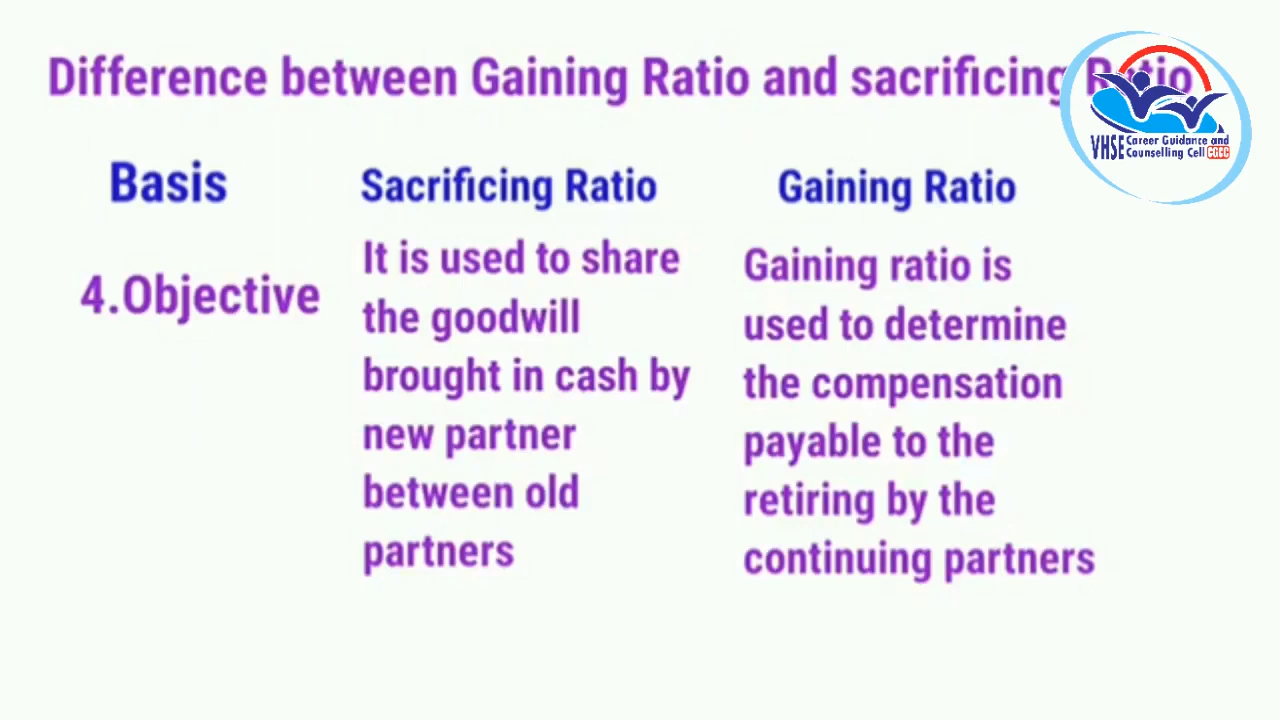 Difference between Gaining Ratio and sacrificing Ratio
VHSE Career Guidance and
Counselling Cell CGCC
Basis
Sacrificing Ratio
Gaining Ratio
4.Objective
It is used to share
the goodwill
brought in cash by
new partner
between old
partners
Gaining ratio is
used to determine
the compensation
payable to the
retiring by the
continuing partners